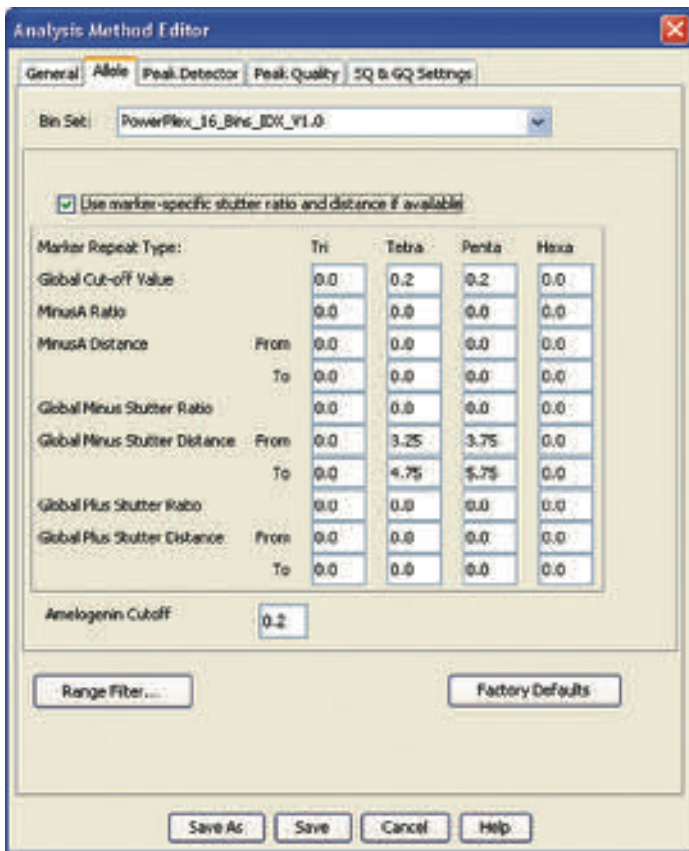 Analysis Method Editor
General Allele Peak Detector Peak Quality SQ & GQ Settings
Bin Set: PowerPlex_16_Bins_IDX_V1.0
Use marker-specific stutter ratio and distance if available
Marker Repeat Type: Tri Tetra Penta Hexa
Global Cut-off Value 0.0 0.2 0.2 0.0
MinusA Ratio 0.0 0.0 0.0 0.0
MinusA Distance From 0.0 0.0 0.0 0.0
To 0.0 0.0 0.0 0.0
Global Minus Stutter Ratio 0.0 0.0 0.0 0.0
Global Minus Stutter Distance From 0.0 3.25 3.75 0.0
To 0.0 4.75 5.75 0.0
Global Plus Stutter Ratio 0.0 0.0 0.0 0.0
Global Plus Stutter Distance From 0.0 0.0 0.0 0.0
To 0.0 0.0 0.0 0.0
Amelogenin Cutoff 0.2
Range Filter... Factory Defaults
Save As Save Cancel Help